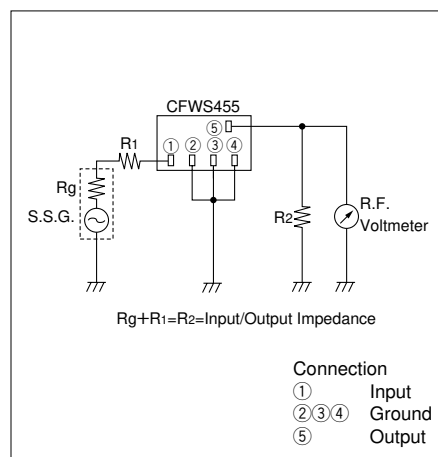 CFWS455
⑤
R1
① ② ③ ④
Rg
S.S.G.
R2
R.F.
Voltmeter
Rg+R1=R2=Input/Output Impedance
Connection
① Input
②③④ Ground
⑤ Output